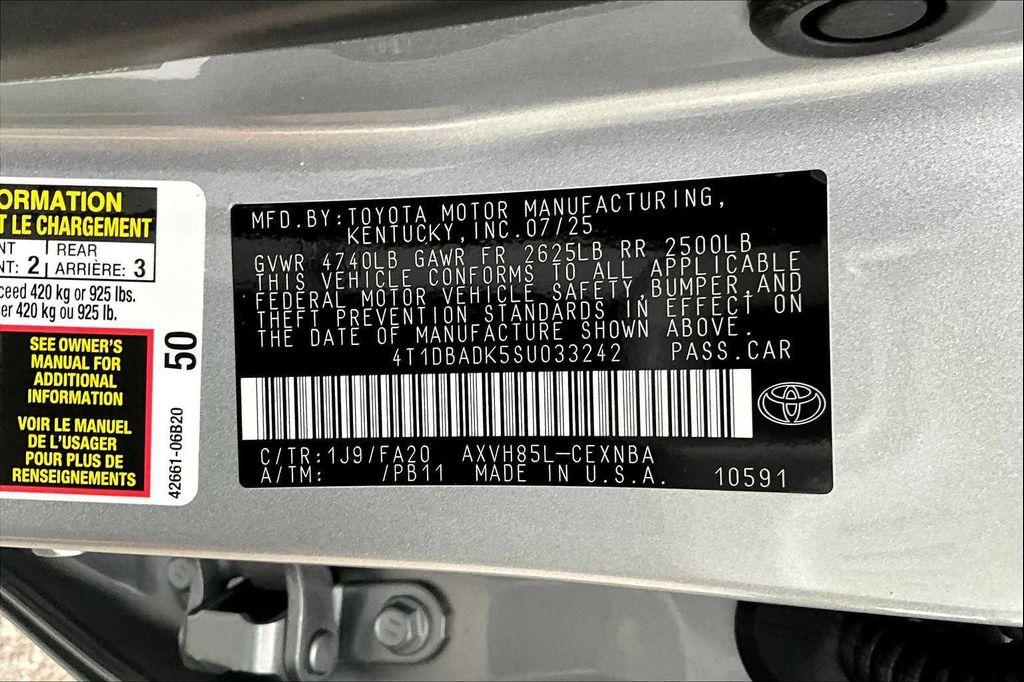 ORMATION
T LE CHARGEMENT
NT : 2 REAR
ARRIÈRE : 3
ceed 420 kg or 925 lbs.
er 420 kg ou 925 lb.
SEE OWNER'S
MANUAL FOR
ADDITIONAL
INFORMATION
VOIR LE MANUEL
DE L'USAGER
POUR PLUS DE
RENSEIGNEMENTS
50
42661-06B20
MFD.BY:TOYOTA MOTOR MANUFACTURING,
KENTUCKY,INC.07/25
GVWR 4740LB GAWR FR 2625LB RR 2500LB
THIS VEHICLE CONFORMS TO ALL APPLICABLE
FEDERAL MOTOR VEHICLE SAFETY,BUMPER,AND
THEFT PREVENTION STANDARDS IN EFFECT ON
THE DATE OF MANUFACTURE SHOWN ABOVE.
4T1DBADK5SU033242 PASS.CAR
C/TR:1J9/FA20 AXVH85L-CEXNBA
A/TM: /PB11 MADE IN U.S.A. 10591